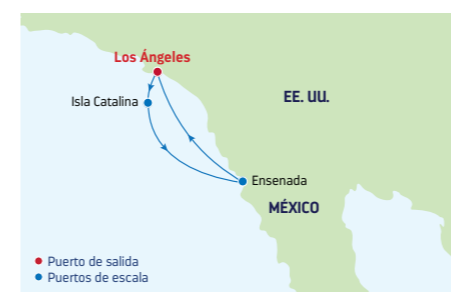 Los Ángeles
Isla Catalina
EE. UU.
Ensenada
MÉXICO
Puerto de salida
Puertos de escala